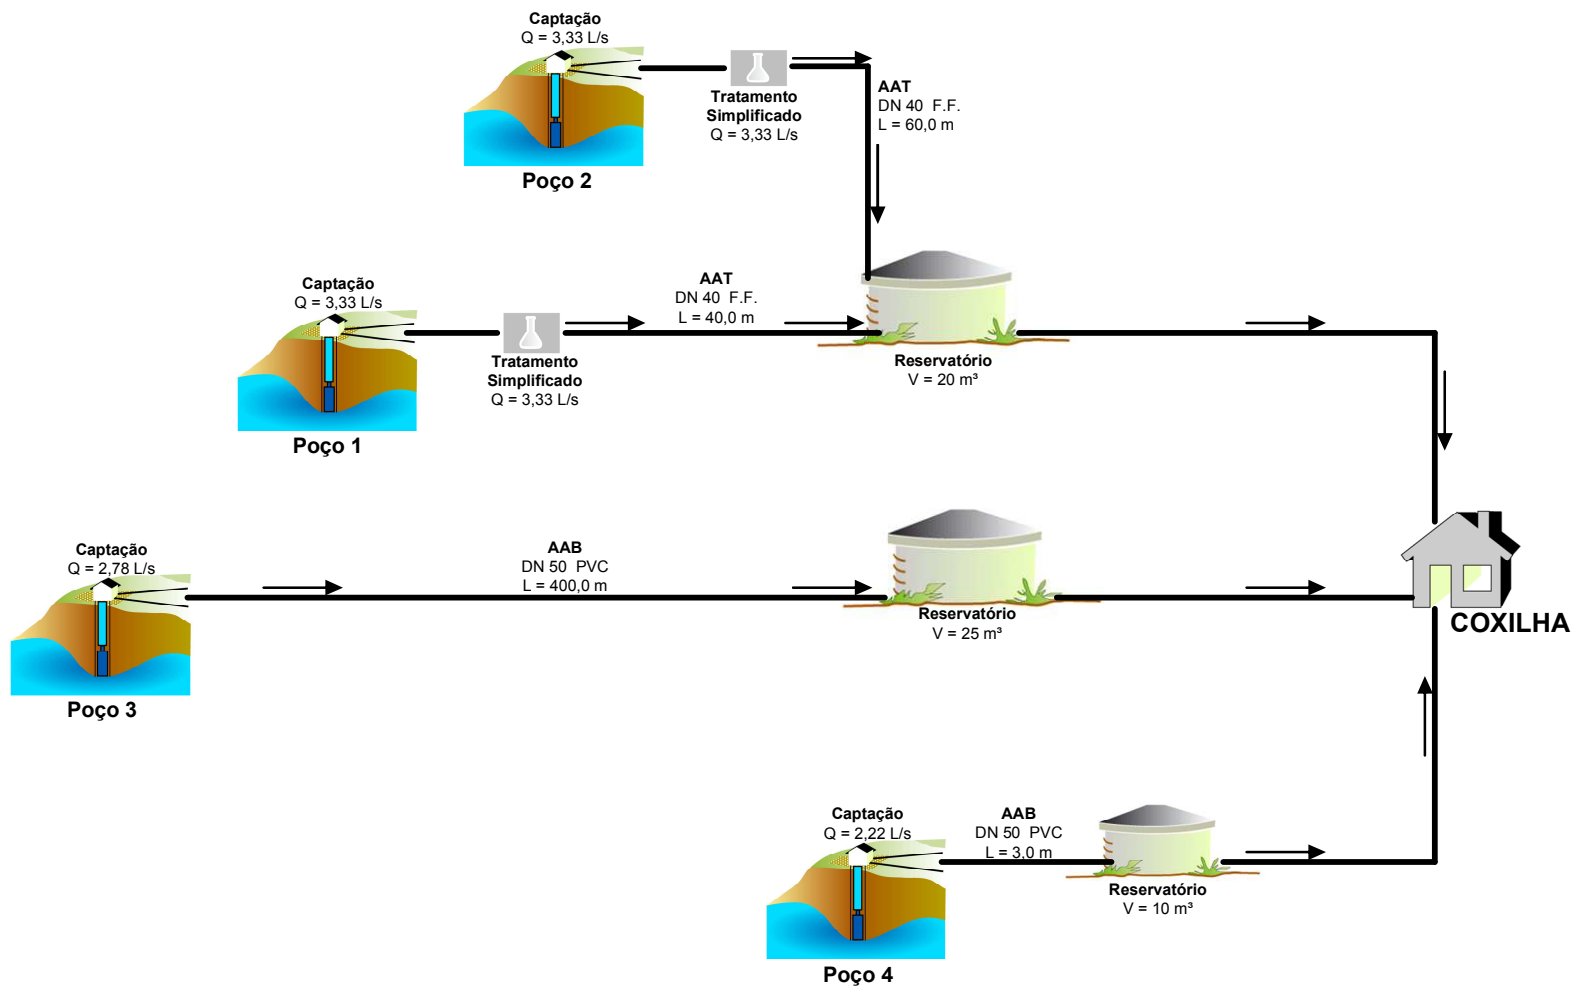 Captação
Q = 3,33 L/s
Tratamento
Simplificado
Q = 3,33 L/s
AAT
DN 40 F.F.
L = 60,0 m
Poço 2
Captação
Q = 3,33 L/s
AAT
DN 40 F.F.
L = 40,0 m
Tratamento
Simplificado
Q = 3,33 L/s
Reservatório
V = 20 m³
Poço 1
Captação
Q = 2,78 L/s
AAB
DN 50 PVC
L = 400,0 m
Reservatório
V = 25 m³
COXILHA
Poço 3
Captação
Q = 2,22 L/s
AAB
DN 50 PVC
L = 3,0 m
Reservatório
V = 10 m³
Poço 4